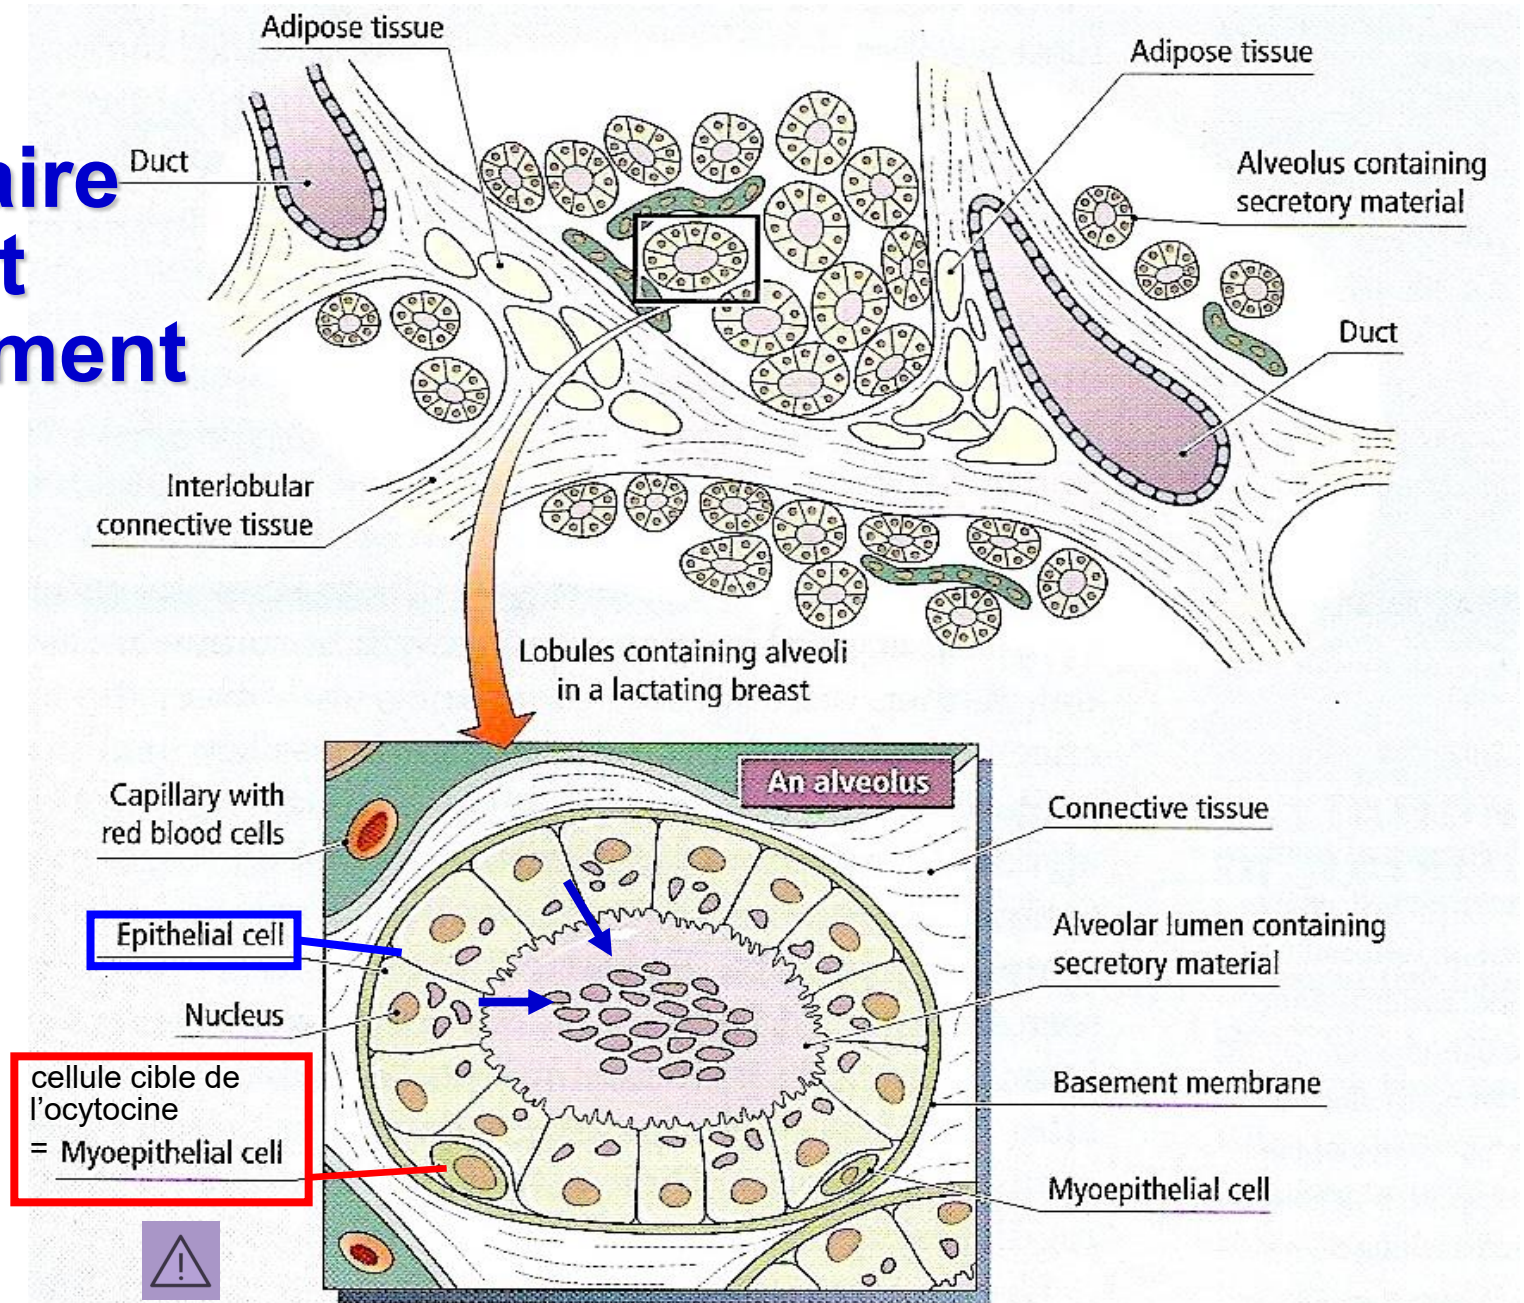 Adipose tissue
Adipose tissue
aire
Duct
Alveolus containing
secretory material
t
ment
Duct
Interlobular
connective tissue
Lobules containing alveoli
in a lactating breast
An alveolus
Capillary with
red blood cells
Connective tissue
Epithelial cell
Alveolar lumen containing
secretory material
Nucleus
cellule cible de
l’ocytocine
= Myoepithelial cell
Basement membrane
Myoepithelial cell